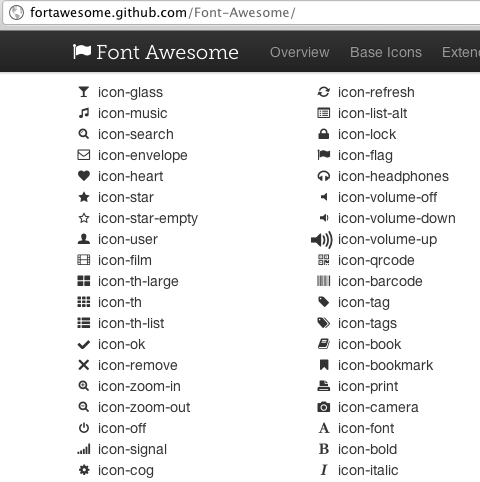 fortawesome.github.com/Font-Awesome/
Font Awesome Overview Base Icons Exten
icon-glass
icon-music
icon-search
icon-envelope
icon-heart
icon-star
icon-star-empty
icon-user
icon-film
icon-th-large
icon-th
icon-th-list
icon-ok
icon-remove
icon-zoom-in
icon-zoom-out
icon-off
icon-signal
icon-cog
icon-refresh
icon-list-alt
icon-lock
icon-flag
icon-headphones
icon-volume-off
icon-volume-down
icon-volume-up
icon-qrcode
icon-barcode
icon-tag
icon-tags
icon-book
icon-bookmark
icon-print
icon-camera
A icon-font
B icon-bold
I icon-italic